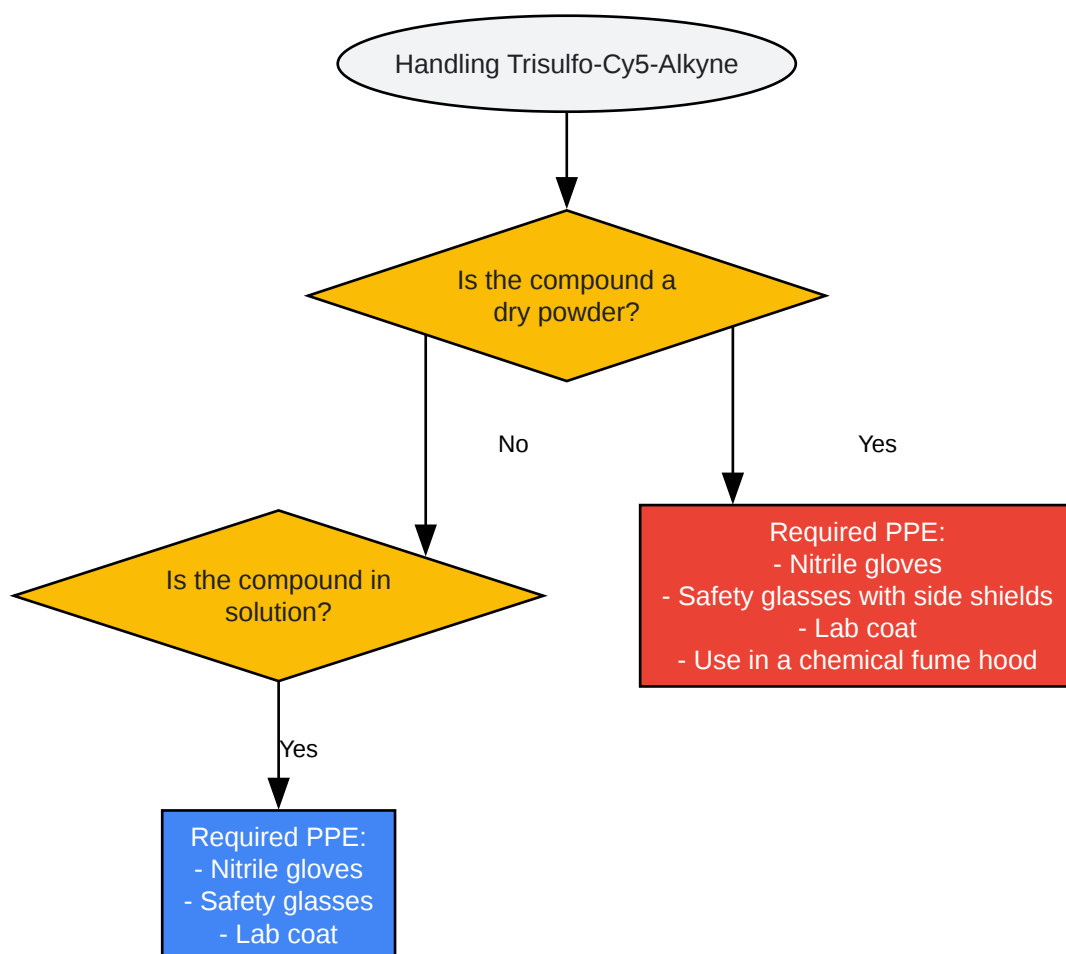 Handling Trisulfo-Cy5-Alkyne
Is the compound a
dry powder?
No
Yes
Required PPE:
- Nitrile gloves
- Safety glasses with side shields
- Lab coat
- Use in a chemical fume hood
Is the compound in
solution?
Yes
Required PPE:
- Nitrile gloves
- Safety glasses
- Lab coat